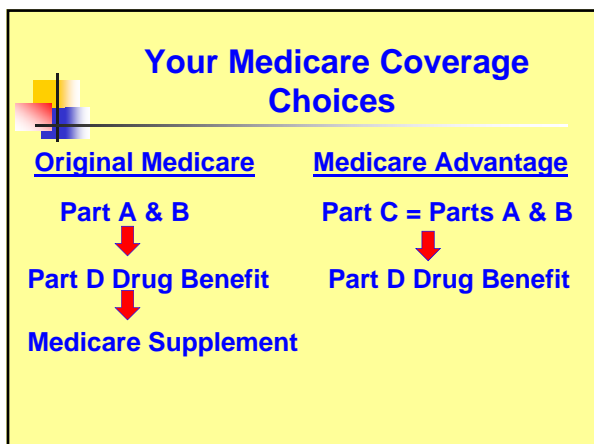 Your Medicare Coverage
Choices
Original Medicare
Part A & B
Part D Drug Benefit
Medicare Supplement
Medicare Advantage
Part C = Parts A & B
Part D Drug Benefit